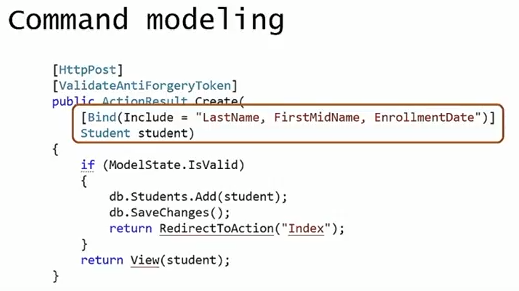 Command modeling
[HttpPost]
[ValidateAntiForgeryToken]
public ActionResult Create(
[Bind(Include = "LastName, FirstMidName, EnrollmentDate")]
Student student)
{
if (ModelState.IsValid)
{
db.Students.Add(student);
db.SaveChanges();
return RedirectToAction("Index");
}
return View(student);
}